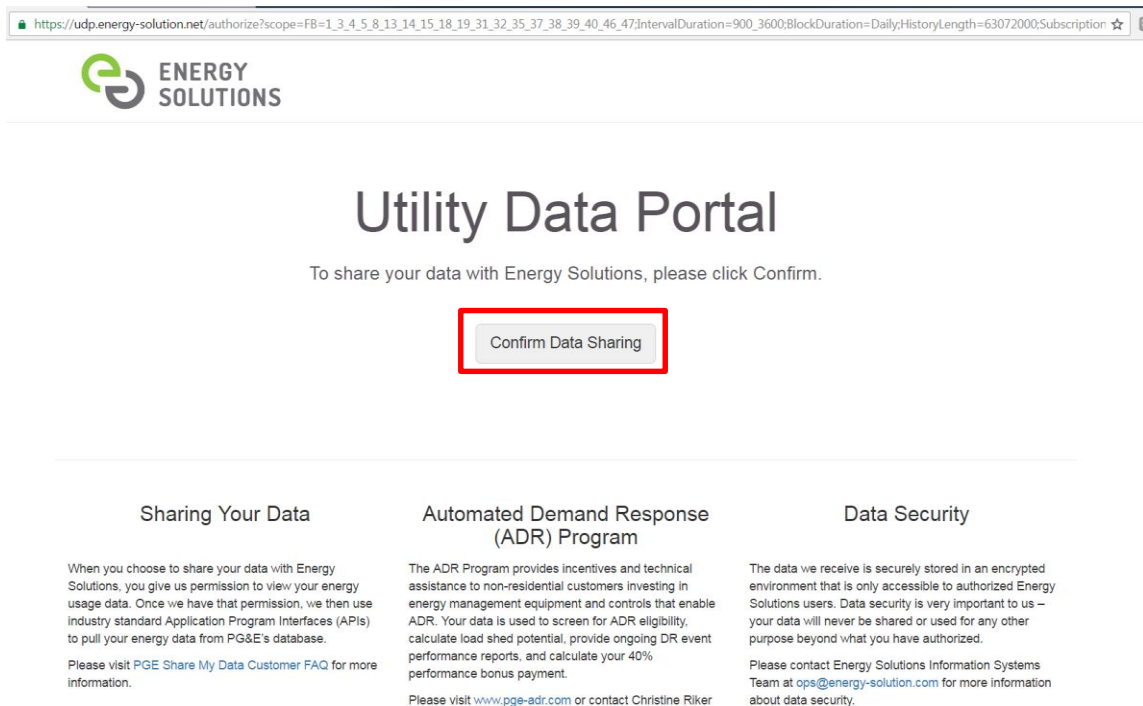 https://udp.energy-solution.net/authorize?scope=FB=1_3_4_5_8_13_14_15_18_19_31_32_35_37_38_39_40_46_47;IntervalDuration=900_3600;BlockDuration=Daily;HistoryLength=63072000;Subscription
ENERGY
SOLUTIONS
Utility Data Portal
To share your data with Energy Solutions, please click Confirm.
Confirm Data Sharing
Sharing Your Data
When you choose to share your data with Energy
Solutions, you give us permission to view your energy
usage data. Once we have that permission, we then use
industry standard Application Program Interfaces (APIs)
to pull your energy data from PG&E's database.
Please visit PGE Share My Data Customer FAQ for more
information.
Automated Demand Response
(ADR) Program
The ADR Program provides incentives and technical
assistance to non-residential customers investing in
energy management equipment and controls that enable
ADR. Your data is used to screen for ADR eligibility,
calculate load shed potential, provide ongoing DR event
performance reports, and calculate your 40%
performance bonus payment.
Please visit www.pge-adr.com or contact Christine Riker
Data Security
The data we receive is securely stored in an encrypted
environment that is only accessible to authorized Energy
Solutions users. Data security is very important to us –
your data will never be shared or used for any other
purpose beyond what you have authorized.
Please contact Energy Solutions Information Systems
Team at ops@energy-solution.com for more information
about data security.